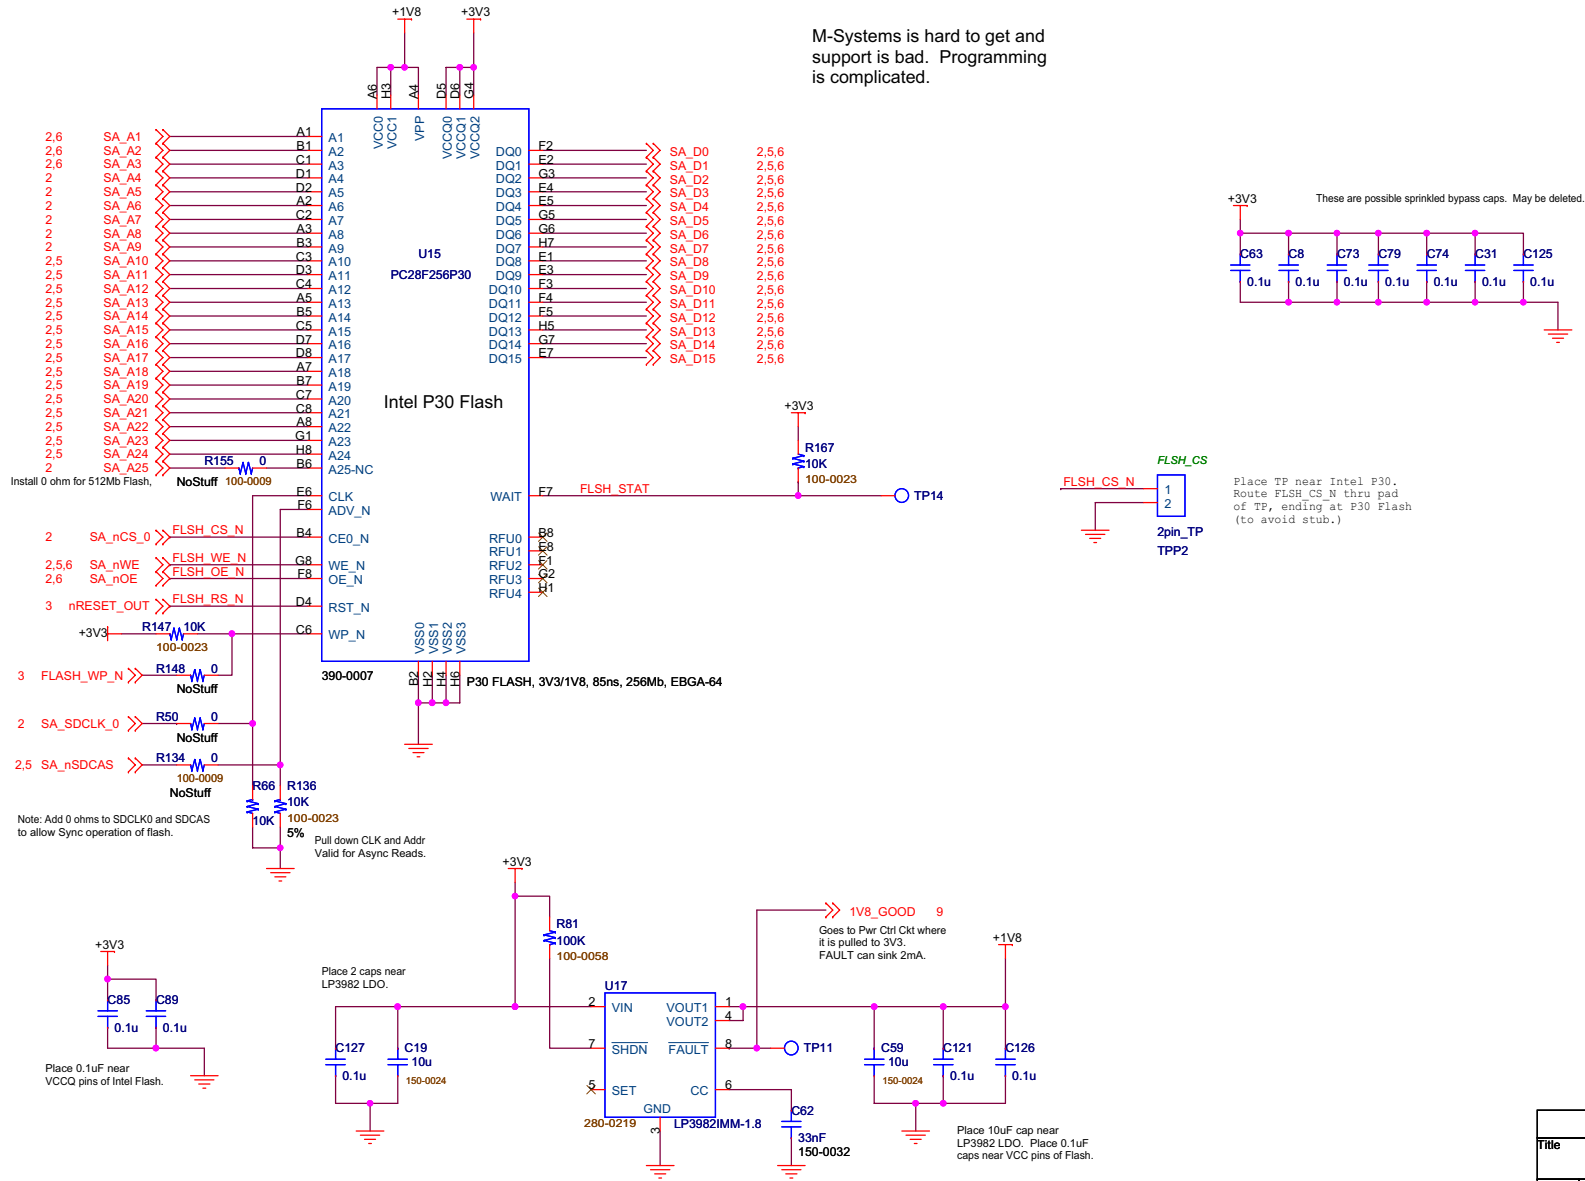 +1V8
+3V3
M-Systems is hard to get and
support is bad. Programming
is complicated.
A6 H3 A4 D5 D6 G4
VCC0 VCC1 VPP VCCQ0 VCCQ1 VCCQ2
2,6 SA_A1 A1 A1
2,6 SA_A2 B1 A2
2,6 SA_A3 C1 A3
2 SA_A4 D1 A4
2 SA_A5 D2 A5
2 SA_A6 A2 A6
2 SA_A7 C2 A7
2 SA_A8 A3 A8
2 SA_A9 B3 A9
2,5 SA_A10 C3 A10
2,5 SA_A11 D3 A11
2,5 SA_A12 C4 A12
2,5 SA_A13 A5 A13
2,5 SA_A14 B5 A14
2,5 SA_A15 C5 A15
2,5 SA_A16 D7 A16
2,5 SA_A17 D8 A17
2,5 SA_A18 A7 A18
2,5 SA_A19 B7 A19
2,5 SA_A20 C7 A20
2,5 SA_A21 C8 A21
2,5 SA_A22 A8 A22
2,5 SA_A23 G1 A23
2,5 SA_A24 H8 A24
2 SA_A25 R155 0 B6 A25-NC
Install 0 ohm for 512Mb Flash,
NoStuff 100-0009
E6 CLK
F6 ADV_N
2 SA_nCS_0 FLSH_CS_N B4 CE0_N
2,5,6 SA_nWE FLSH_WE_N G8 WE_N
2,6 SA_nOE FLSH_OE_N F8 OE_N
3 nRESET_OUT FLSH_RS_N D4 RST_N
+3V3 R147 10K C6 WP_N
100-0023
3 FLASH_WP_N R148 0
NoStuff
2 SA_SDCLK_0 R50 0
NoStuff
2,5 SA_nSDCAS R134 0
100-0009
NoStuff
R66
10K
R136
10K
100-0023
5%
Note: Add 0 ohms to SDCLK0 and SDCAS
to allow Sync operation of flash.
Pull down CLK and Addr
Valid for Async Reads.
U15
PC28F256P30
Intel P30 Flash
DQ0 F2 SA_D0 2,5,6
DQ1 E2 SA_D1 2,5,6
DQ2 G3 SA_D2 2,5,6
DQ3 E4 SA_D3 2,5,6
DQ4 E5 SA_D4 2,5,6
DQ5 G5 SA_D5 2,5,6
DQ6 G6 SA_D6 2,5,6
DQ7 H7 SA_D7 2,5,6
DQ8 E1 SA_D8 2,5,6
DQ9 E3 SA_D9 2,5,6
DQ10 F3 SA_D10 2,5,6
DQ11 F4 SA_D11 2,5,6
DQ12 F5 SA_D12 2,5,6
DQ13 H5 SA_D13 2,5,6
DQ14 G7 SA_D14 2,5,6
DQ15 E7 SA_D15 2,5,6
WAIT F7 FLSH_STAT
+3V3
R167
10K
100-0023
TP14
RFU0 B8
RFU1 E8
RFU2 F1
RFU3 G2
RFU4 H1
VSS0 VSS1 VSS2 VSS3
B2 H2 H4 H6
390-0007
P30 FLASH, 3V3/1V8, 85ns, 256Mb, EBGA-64
+3V3
These are possible sprinkled bypass caps. May be deleted.
C63 C8 C73 C79 C74 C31 C125
0.1u 0.1u 0.1u 0.1u 0.1u 0.1u 0.1u
FLSH_CS
FLSH_CS_N
1
2
2pin_TP
TPP2
Place TP near Intel P30.
Route FLSH_CS_N thru pad
of TP, ending at P30 Flash
(to avoid stub.)
+3V3
C85 C89
0.1u 0.1u
Place 0.1uF near
VCCQ pins of Intel Flash.
+3V3
R81
100K
100-0058
Place 2 caps near
LP3982 LDO.
C127
0.1u
C19
10u
150-0024
U17
2 VIN
7 SHDN
5 SET
VOUT1 1
VOUT2 4
FAULT 8
CC 6
GND
3
280-0219
LP3982IMM-1.8
TP11
1V8_GOOD 9
Goes to Pwr Ctrl Ckt where
it is pulled to 3V3.
FAULT can sink 2mA.
+1V8
C59
10u
150-0024
C121
0.1u
C126
0.1u
C62
33nF
150-0032
Place 10uF cap near
LP3982 LDO. Place 0.1uF
caps near VCC pins of Flash.
Title